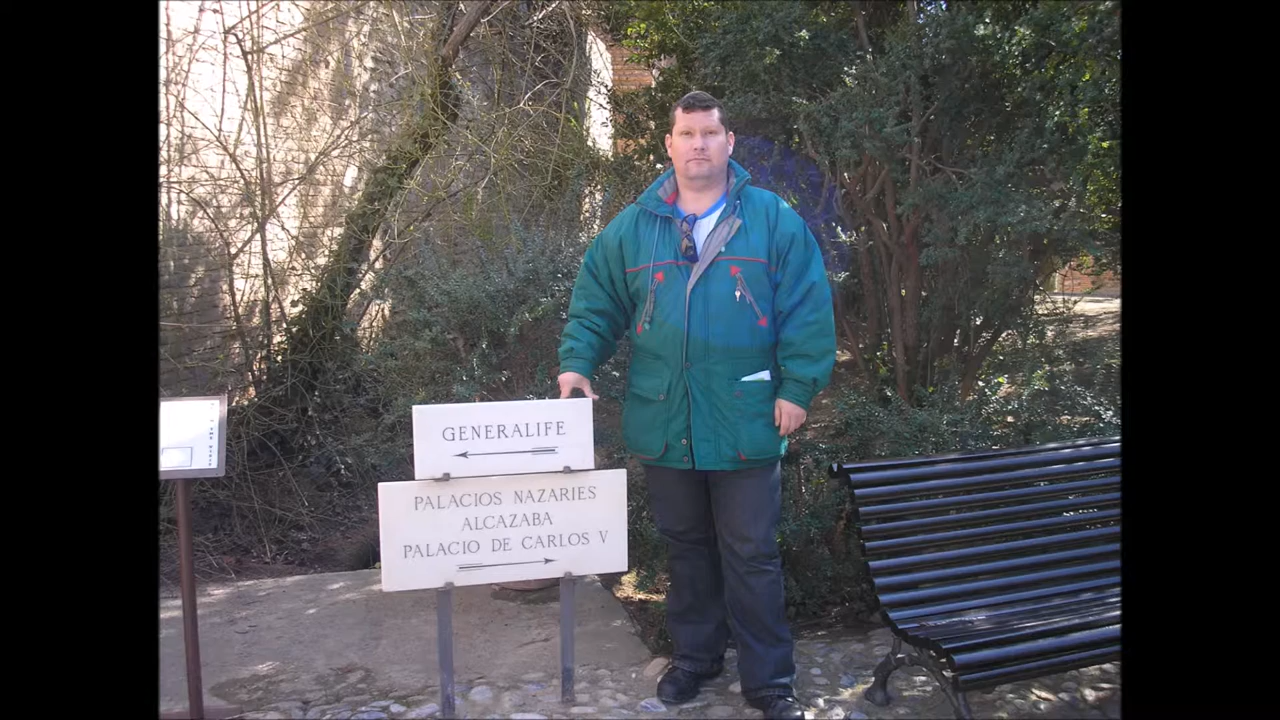 GENERALIFE
PALACIOS NAZARIES
ALCAZABA
PALACIO DE CARLOS V